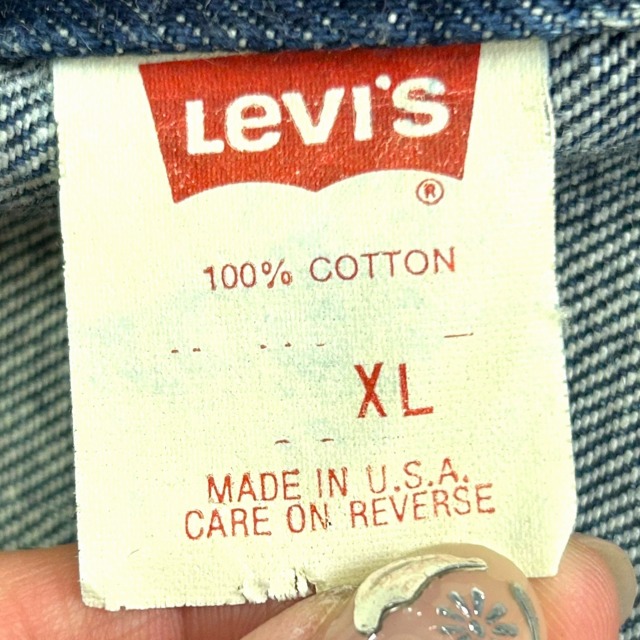 Levi's
®
100% COTTON
XL
MADE IN U.S.A.
CARE ON REVERSE